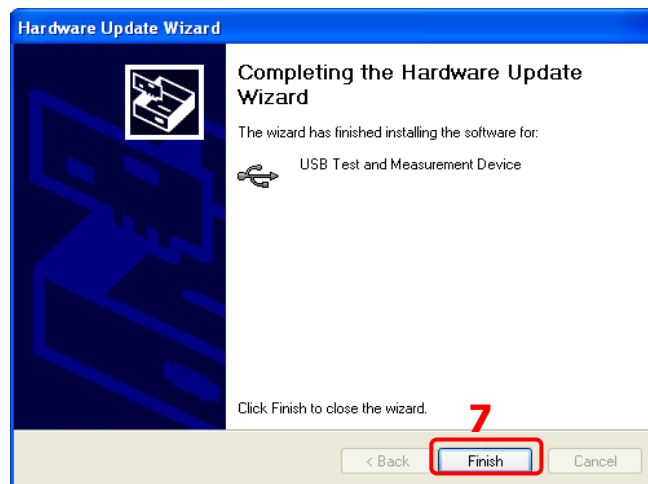 Hardware Update Wizard
Completing the Hardware Update
Wizard
The wizard has finished installing the software for:
USB Test and Measurement Device
Click Finish to close the wizard.
7
< Back Finish Cancel